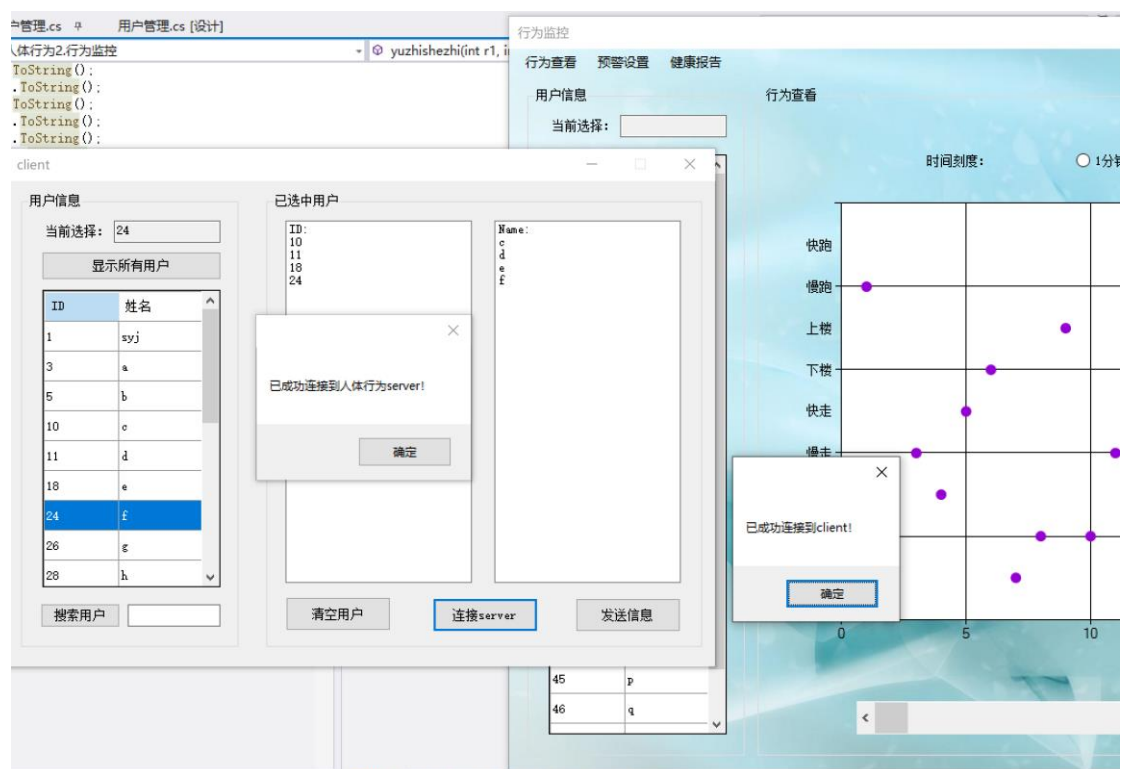 户管理.cs
用户管理.cs [设计]
人体行为2.行为监控
yuzhishezhi(int r1, i
ToString();
.ToString();
ToString();
.ToString();
.ToString();
行为监控
行为查看 预警设置 健康报告
用户信息
当前选择:
行为查看
时间刻度:
1分钟
快跑
慢跑
上楼
下楼
快走
慢走
0 5 10
45 p
46 q
client
用户信息
当前选择: 24
显示所有用户
ID 姓名
1 syj
3 a
5 b
10 c
11 d
18 e
24 f
26 g
28 h
搜索用户
已选中用户
ID:
10
11
18
24
Name:
c
d
e
f
清空用户
连接server
发送信息
已成功连接到人体行为server!
确定
已成功连接到client!
确定